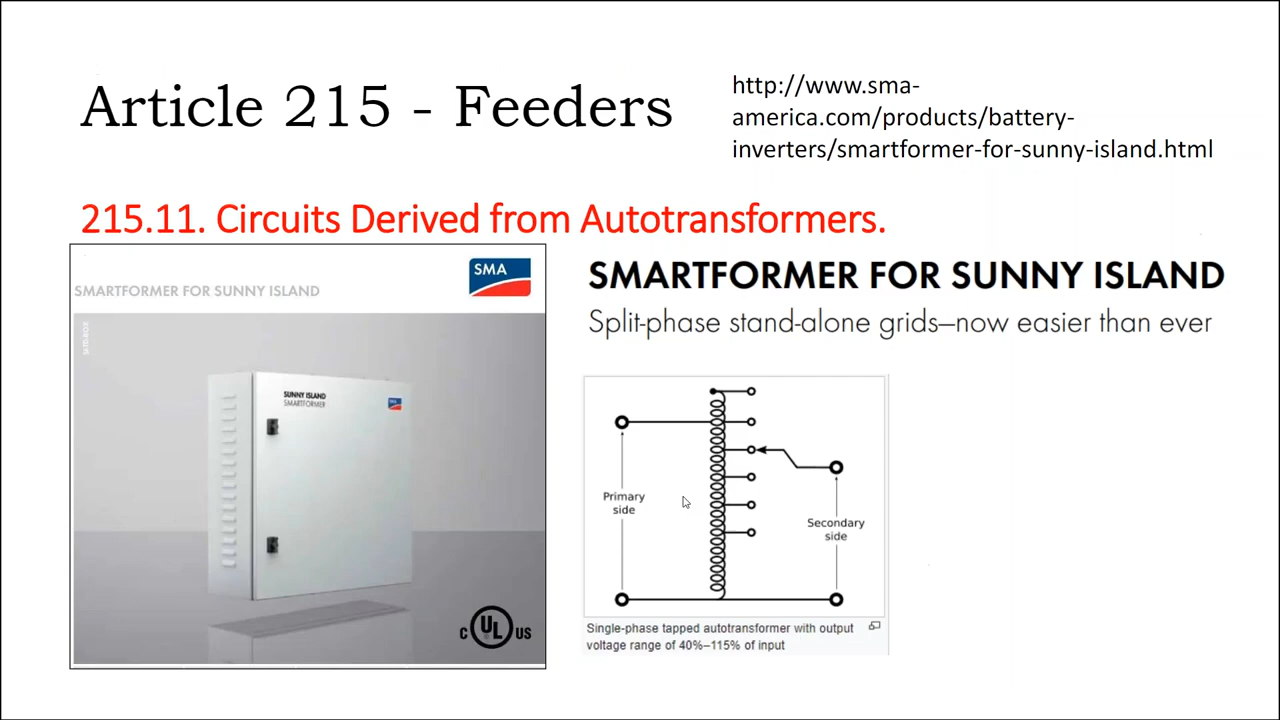 Article 215 - Feeders
http://www.sma-
america.com/products/battery-
inverters/smartformer-for-sunny-island.html
215.11. Circuits Derived from Autotransformers.
SMARTFORMER FOR SUNNY ISLAND
SMA
SUNNY ISLAND
SMARTFORMER
C UL US
SMARTFORMER FOR SUNNY ISLAND
Split-phase stand-alone grids—now easier than ever
Primary
side
Secondary
side
Single-phase tapped autotransformer with output
voltage range of 40%–115% of input